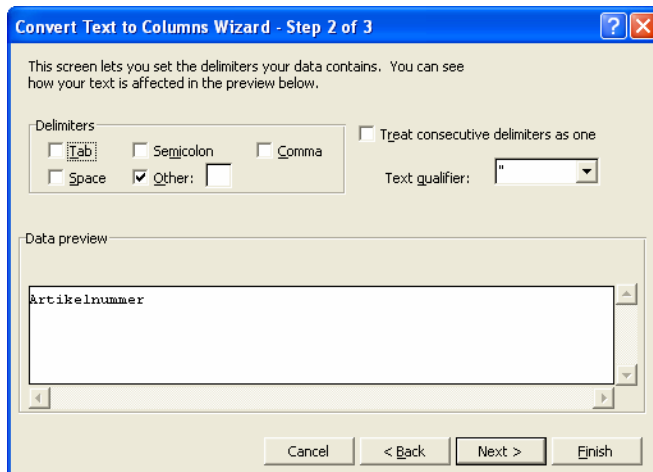 Convert Text to Columns Wizard - Step 2 of 3
This screen lets you set the delimiters your data contains. You can see
how your text is affected in the preview below.
Delimiters
Tab
Semicolon
Comma
Space
Other:
Treat consecutive delimiters as one
Text qualifier:
"
Data preview
Artikelnummer
Cancel
< Back
Next >
Finish